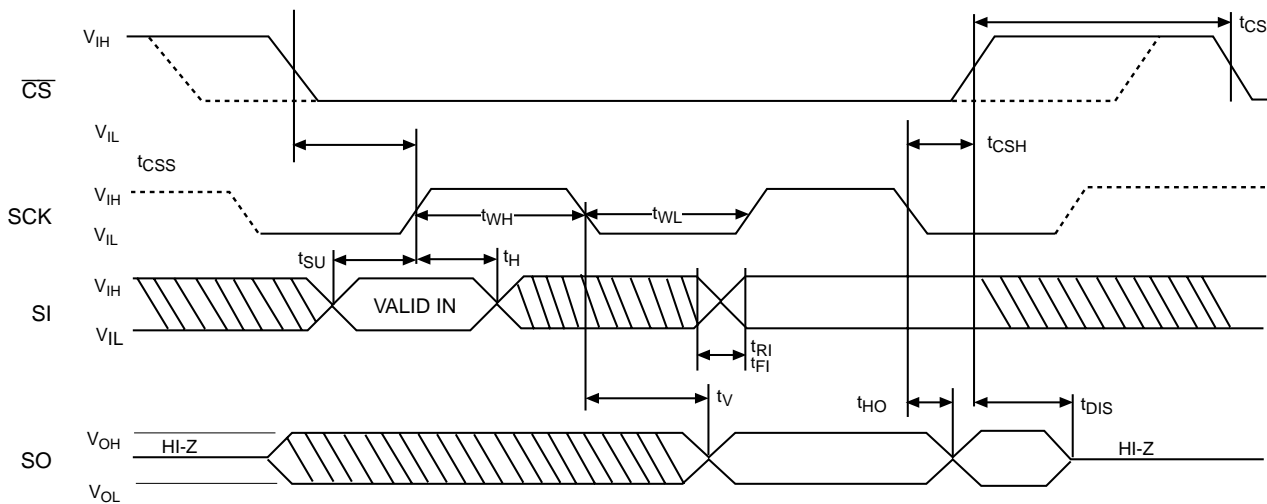 tCS
VIH
CS
VIL
tCSS
tCSH
VIH
SCK
tWH
tWL
VIL
tSU
tH
VIH
SI
VALID IN
VIL
tRI
tFI
tV
tHO
tDIS
VOH
HI-Z
HI-Z
SO
VOL